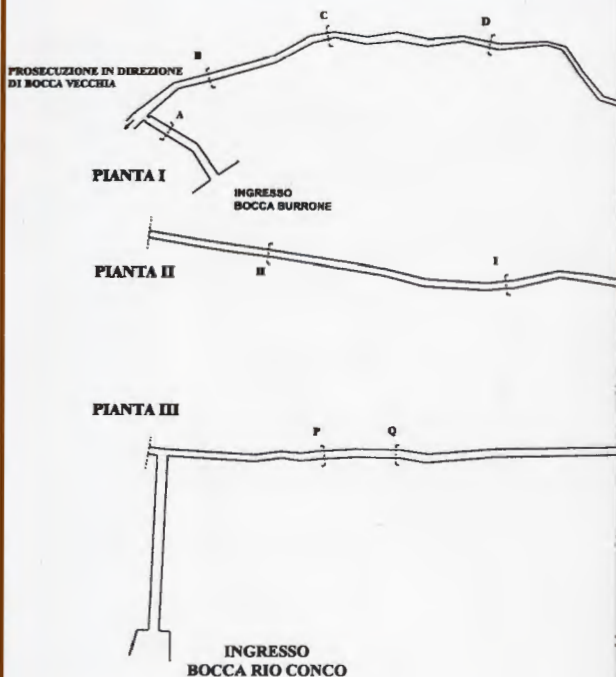 C
D
B
PROSECUZIONE IN DIREZIONE
DI BOCCA VECCHIA
A
PIANTA I
INGRESSO
BOCCA BURRONE
PIANTA II
H
I
PIANTA III
P
Q
INGRESSO
BOCCA RIO CONCO